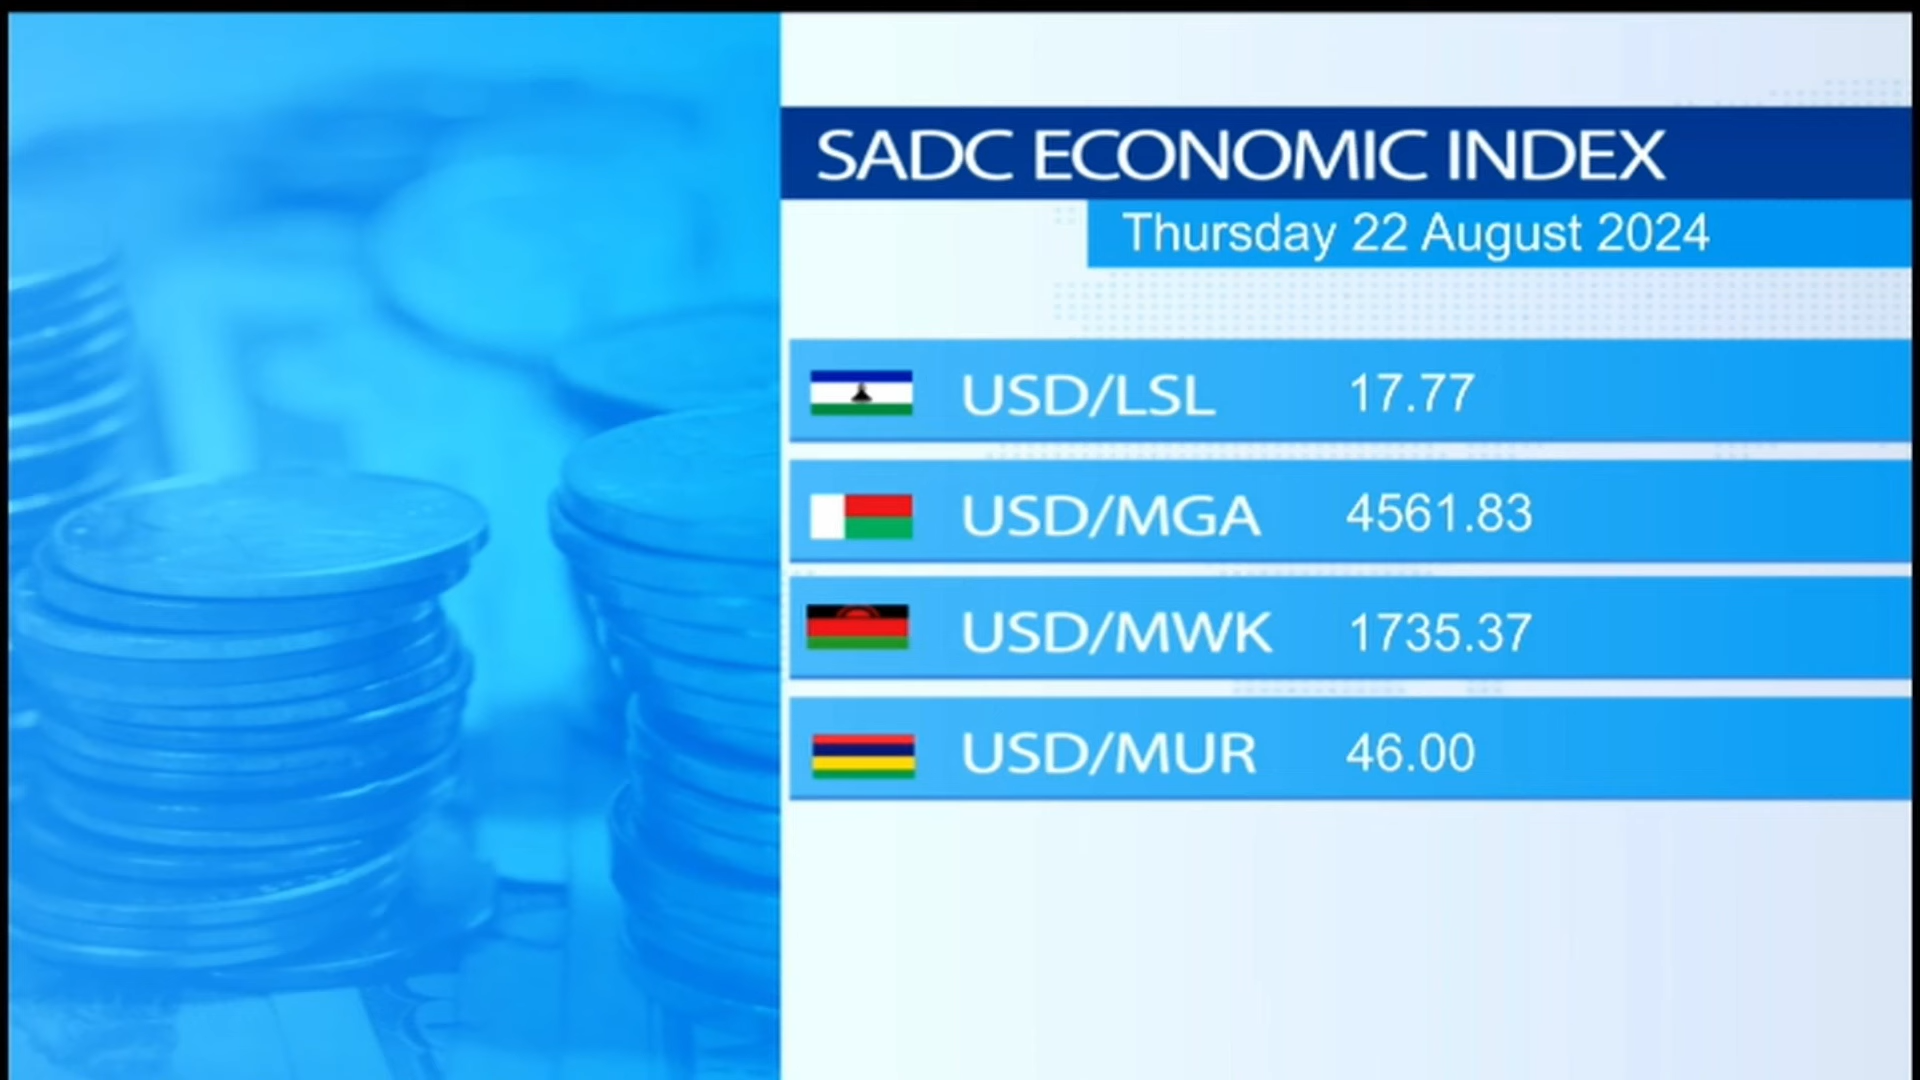 SADC ECONOMIC INDEX
Thursday 22 August 2024
USD/LSL 17.77
USD/MGA 4561.83
USD/MWK 1735.37
USD/MUR 46.00